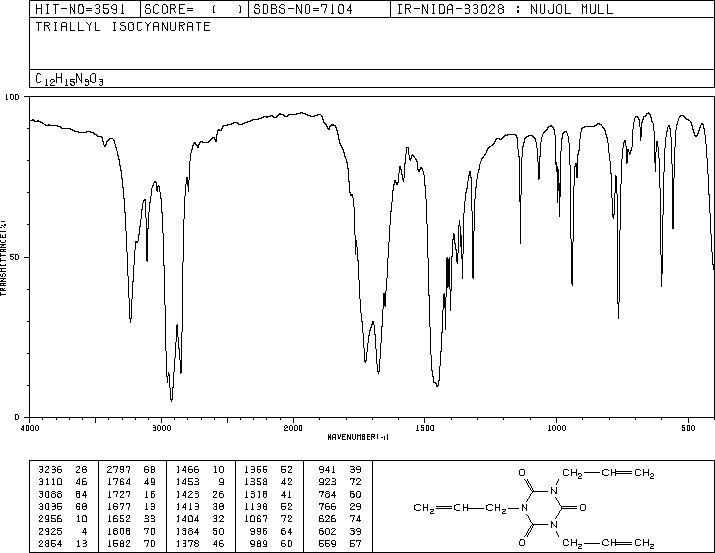 HIT-NO=3591 SCORE= ( ) SDBS-NO=7104 IR-NIDA-33028 : NUJOL MULL
TRIALLYL ISOCYANURATE
C12H15N3O3
100
50
0
TRANSMITTANCE(%)
4000 3000 2000 1500 1000 500
WAVENUMBER(-1)
3236 28 2797 68 1466 10 1366 52 941 39
3110 46 1764 49 1453 9 1358 42 923 72
3088 64 1727 16 1423 26 1318 41 784 60
3035 68 1677 13 1413 38 1138 52 766 29
2956 10 1652 33 1404 32 1067 72 626 74
2925 4 1608 70 1384 50 996 64 602 39
2854 13 1582 70 1378 46 989 60 559 57
O CH2 CH CH2
N
CH2 CH CH2 N O
N
O CH2 CH CH2